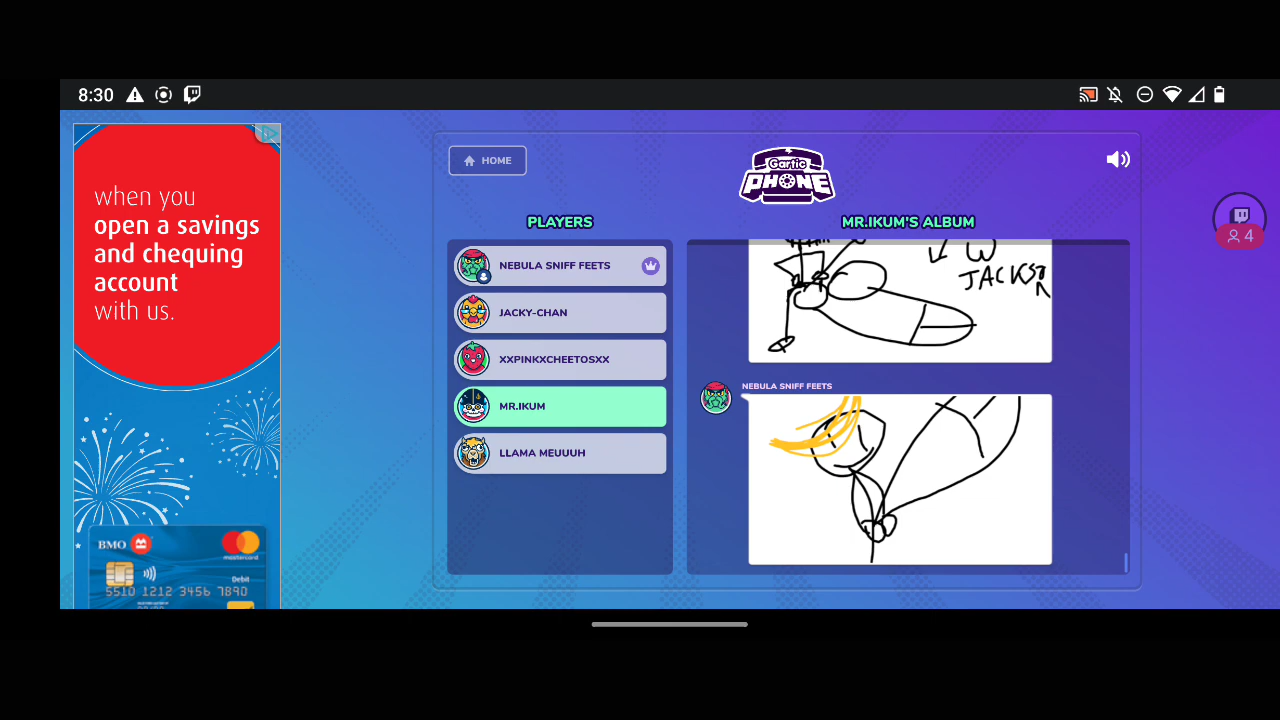 8:30
when you
open a savings
and chequing
account
with us.
BMO
mastercard
Debit
5510 1212 3456 7890
HOME
Gartic
PHONE
PLAYERS
NEBULA SNIFF FEETS
JACKY-CHAN
XXPINKXCHEETOSXX
MR.IKUM
LLAMA MEUUUH
MR.IKUM'S ALBUM
W
JACKSON
NEBULA SNIFF FEETS
4